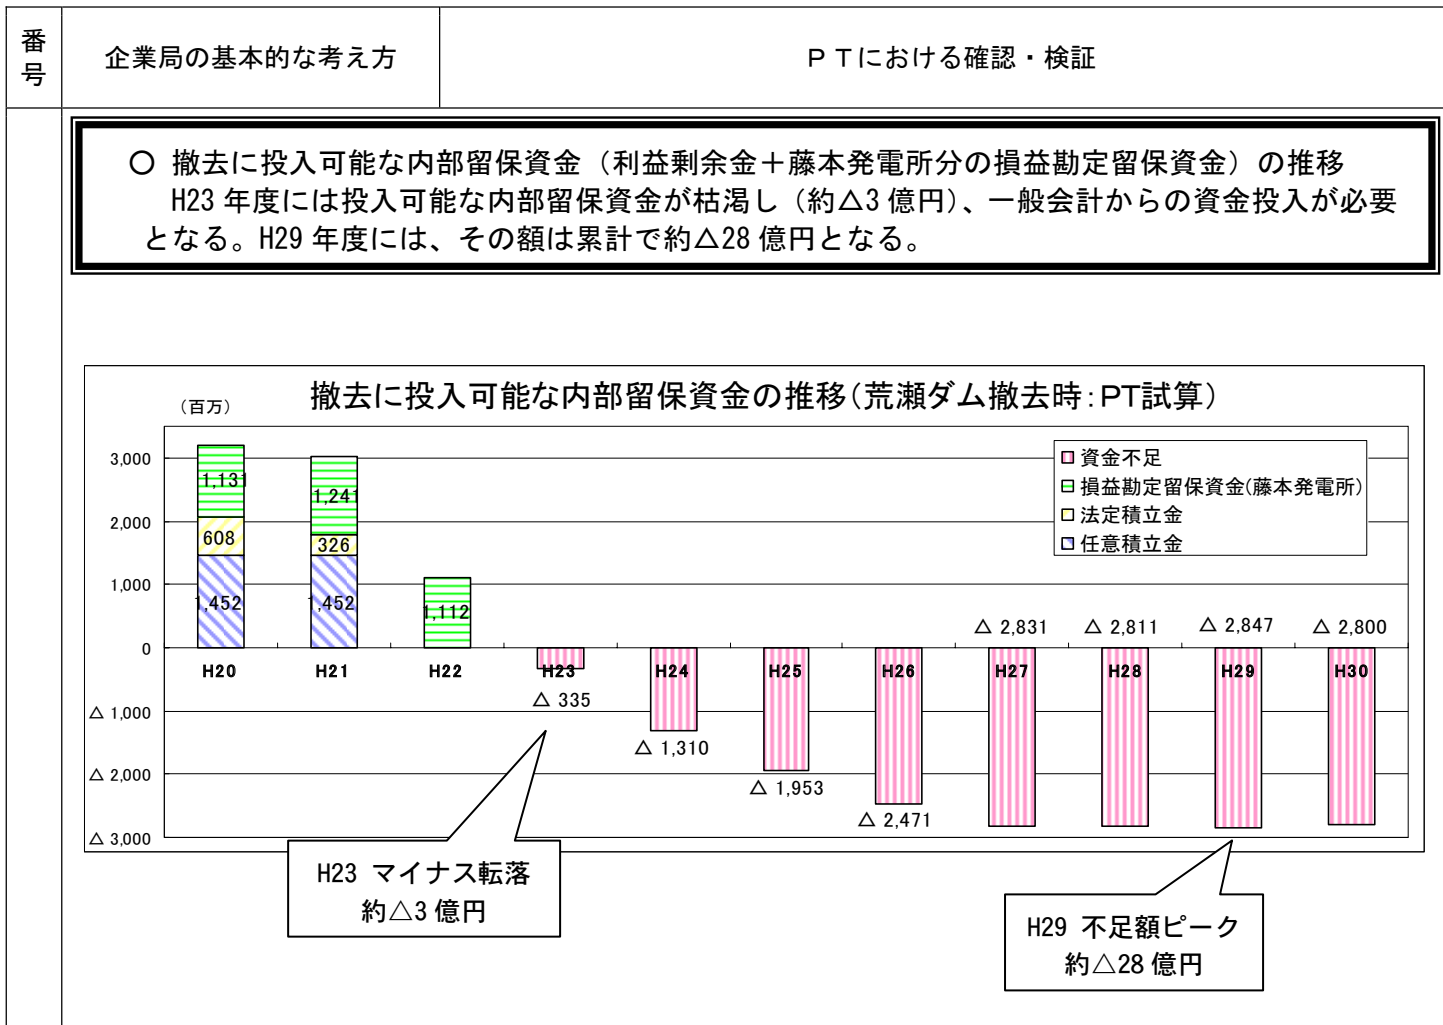 番号
企業局の基本的な考え方
ＰＴにおける確認・検証
○ 撤去に投入可能な内部留保資金（利益剰余金＋藤本発電所分の損益勘定留保資金）の推移
H23 年度には投入可能な内部留保資金が枯渇し（約△3 億円）、一般会計からの資金投入が必要
となる。H29 年度には、その額は累計で約△28 億円となる。
撤去に投入可能な内部留保資金の推移（荒瀬ダム撤去時：PT試算）
（百万）
3,000
2,000
1,000
0
△ 1,000
△ 2,000
△ 3,000
資金不足
損益勘定留保資金(藤本発電所)
法定積立金
任意積立金
1,131
608
1,452
1,241
326
1,452
1,112
H20
H21
H22
H23
H24
H25
H26
H27
H28
H29
H30
△ 335
△ 1,310
△ 1,953
△ 2,471
△ 2,831
△ 2,811
△ 2,847
△ 2,800
H23 マイナス転落
約△3 億円
H29 不足額ピーク
約△28 億円